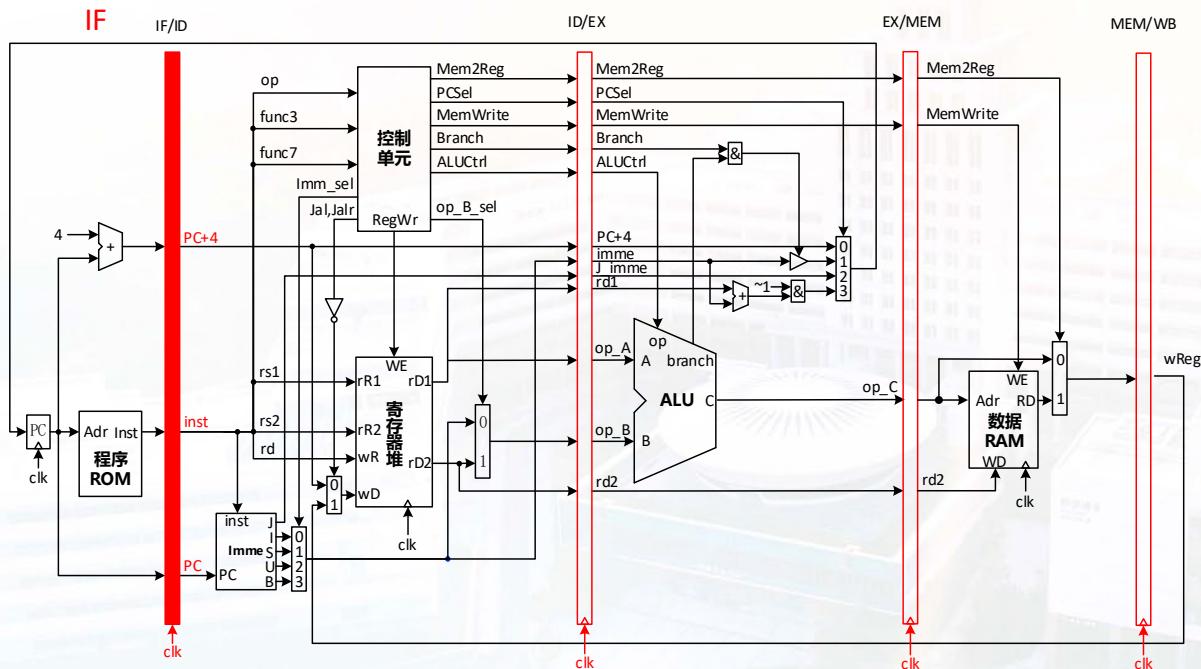 IF
IF/ID
ID/EX
EX/MEM
MEM/WB
op
func3
func7
Imm_sel
Jal,Jalr
控制
单元
RegWr
Mem2Reg
PCSel
MemWrite
Branch
ALUCtrl
op_B_sel
Mem2Reg
PCSel
MemWrite
Branch
ALUCtrl
&
Mem2Reg
MemWrite
4
+
PC+4
PC+4
imme
J_imme
rd1
+
~1
&
0
1
2
3
PC
clk
Adr
Inst
程序
ROM
inst
rs1
rs2
rd
WE
rR1
rD1
rR2
寄
存
器
堆
rD2
wR
wD
clk
0
1
0
1
op_A
op_B
rd2
op
branch
A
ALU
C
B
op_C
rd2
WE
Adr
RD
数据
RAM
WD
clk
0
1
wReg
PC
inst
J
I
Imme
S
U
PC
B
0
1
2
3
clk
clk
clk
clk